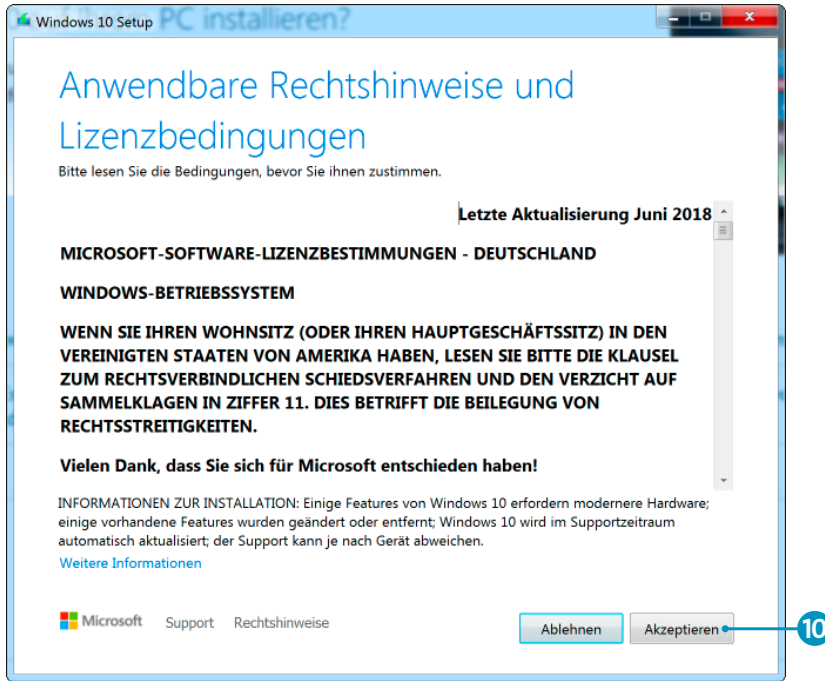 Windows 10 Setup
PC installieren?
Anwendbare Rechtshinweise und
Lizenzbedingungen
Bitte lesen Sie die Bedingungen, bevor Sie ihnen zustimmen.
Letzte Aktualisierung Juni 2018
MICROSOFT-SOFTWARE-LIZENZBESTIMMUNGEN - DEUTSCHLAND
WINDOWS-BETRIEBSSYSTEM
WENN SIE IHREN WOHNSITZ (ODER IHREN HAUPTGESCHÄFTSSITZ) IN DEN
VEREINIGTEN STAATEN VON AMERIKA HABEN, LESEN SIE BITTE DIE KLAUSEL
ZUM RECHTSVERBINDLICHEN SCHIEDSVERFAHREN UND DEN VERZICHT AUF
SAMMELKLAGEN IN ZIFFER 11. DIES BETRIFFT DIE BEILEGUNG VON
RECHTSSTREITIGKEITEN.
Vielen Dank, dass Sie sich für Microsoft entschieden haben!
INFORMATIONEN ZUR INSTALLATION: Einige Features von Windows 10 erfordern modernere Hardware;
einige vorhandene Features wurden geändert oder entfernt; Windows 10 wird im Supportzeitraum
automatisch aktualisiert; der Support kann je nach Gerät abweichen.
Weitere Informationen
Microsoft Support Rechtshinweise
Ablehnen Akzeptieren 10